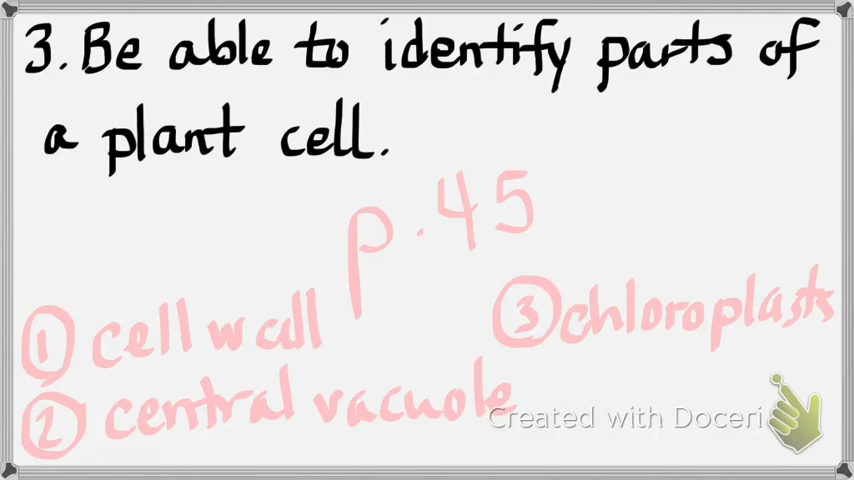 3. Be able to identify parts of
a plant cell.
p. 45
① cell wall
② central vacuole
③ chloroplasts
Created with Doceri